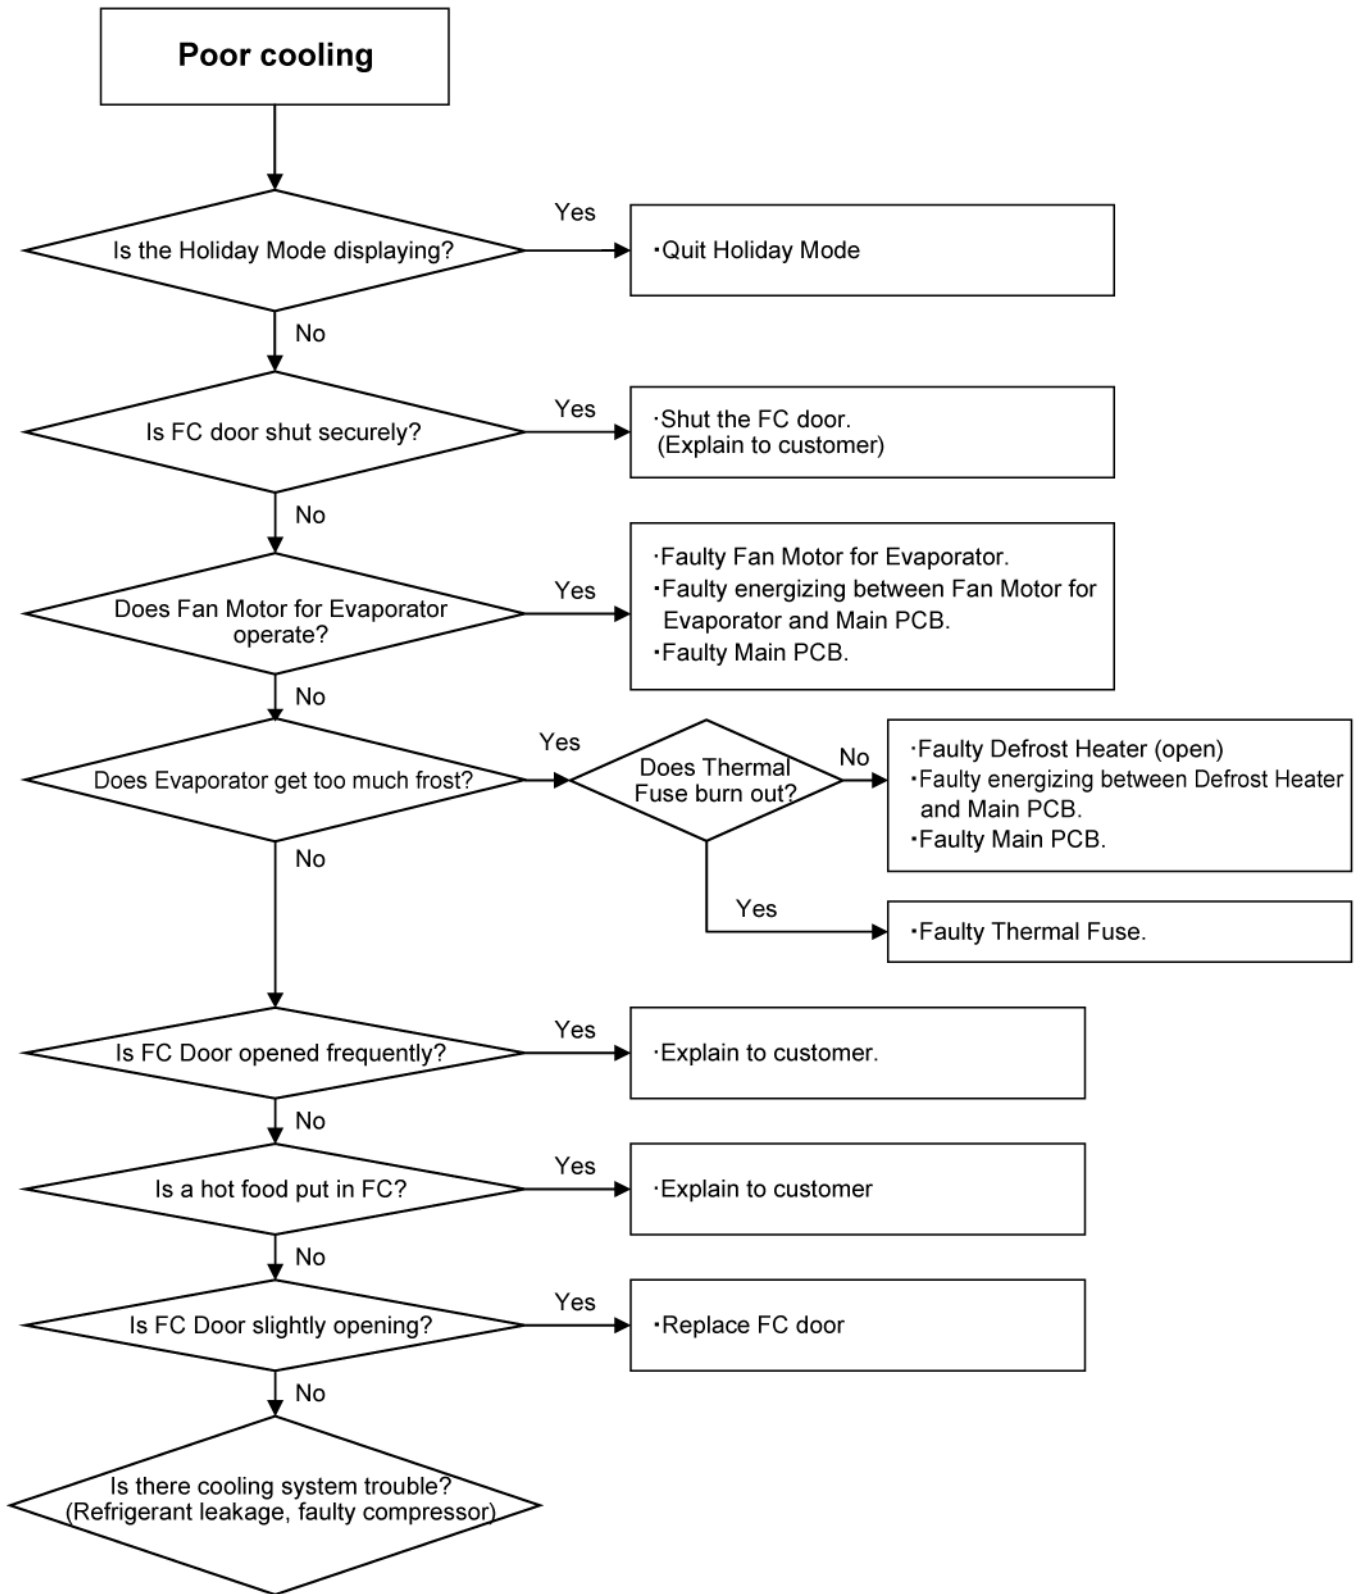 Poor cooling
Is the Holiday Mode displaying?
Yes
·Quit Holiday Mode
No
Is FC door shut securely?
Yes
·Shut the FC door.
(Explain to customer)
No
Does Fan Motor for Evaporator
operate?
Yes
·Faulty Fan Motor for Evaporator.
·Faulty energizing between Fan Motor for
Evaporator and Main PCB.
·Faulty Main PCB.
No
Does Evaporator get too much frost?
Yes
Does Thermal
Fuse burn out?
No
·Faulty Defrost Heater (open)
·Faulty energizing between Defrost Heater
and Main PCB.
·Faulty Main PCB.
Yes
·Faulty Thermal Fuse.
No
Is FC Door opened frequently?
Yes
·Explain to customer.
No
Is a hot food put in FC?
Yes
·Explain to customer
No
Is FC Door slightly opening?
Yes
·Replace FC door
No
Is there cooling system trouble?
(Refrigerant leakage, faulty compressor)